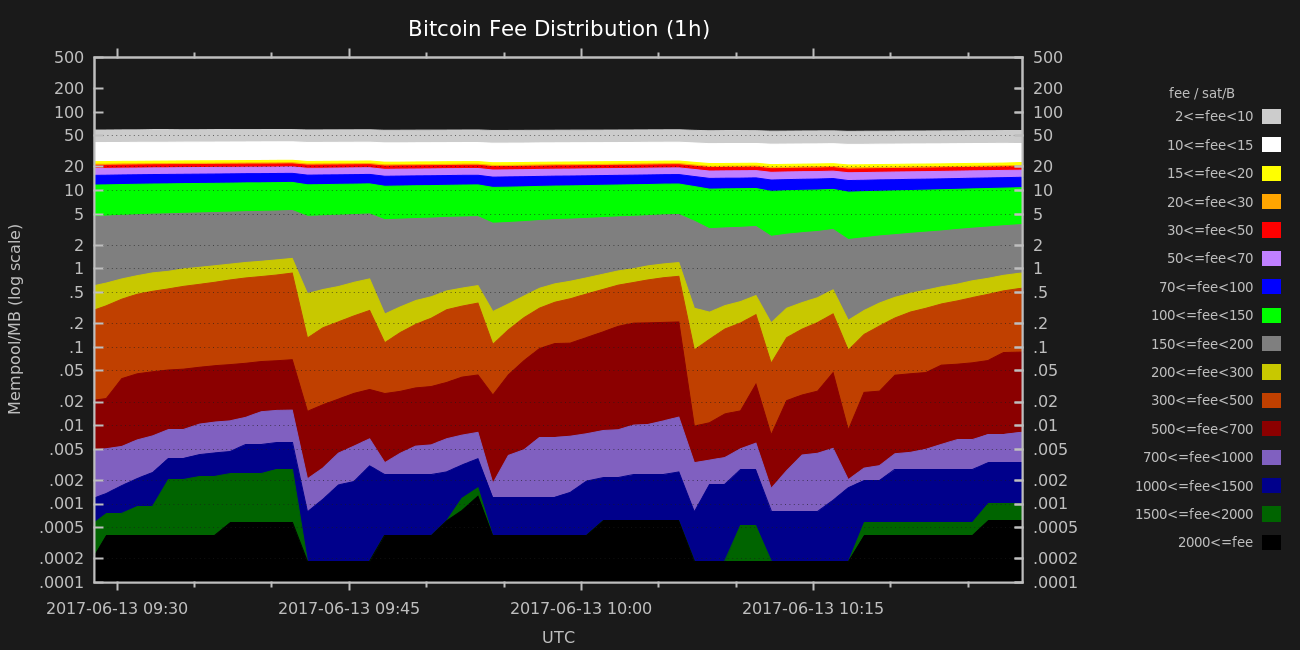 Bitcoin Fee Distribution (1h)
Mempool/MB (log scale)
500
200
100
50
20
10
5
2
1
.5
.2
.1
.05
.02
.01
.005
.002
.001
.0005
.0002
.0001
500
200
100
50
20
10
5
2
1
.5
.2
.1
.05
.02
.01
.005
.002
.001
.0005
.0002
.0001
2017-06-13 09:30
2017-06-13 09:45
2017-06-13 10:00
2017-06-13 10:15
UTC
fee / sat/B
2<=fee<10
10<=fee<15
15<=fee<20
20<=fee<30
30<=fee<50
50<=fee<70
70<=fee<100
100<=fee<150
150<=fee<200
200<=fee<300
300<=fee<500
500<=fee<700
700<=fee<1000
1000<=fee<1500
1500<=fee<2000
2000<=fee